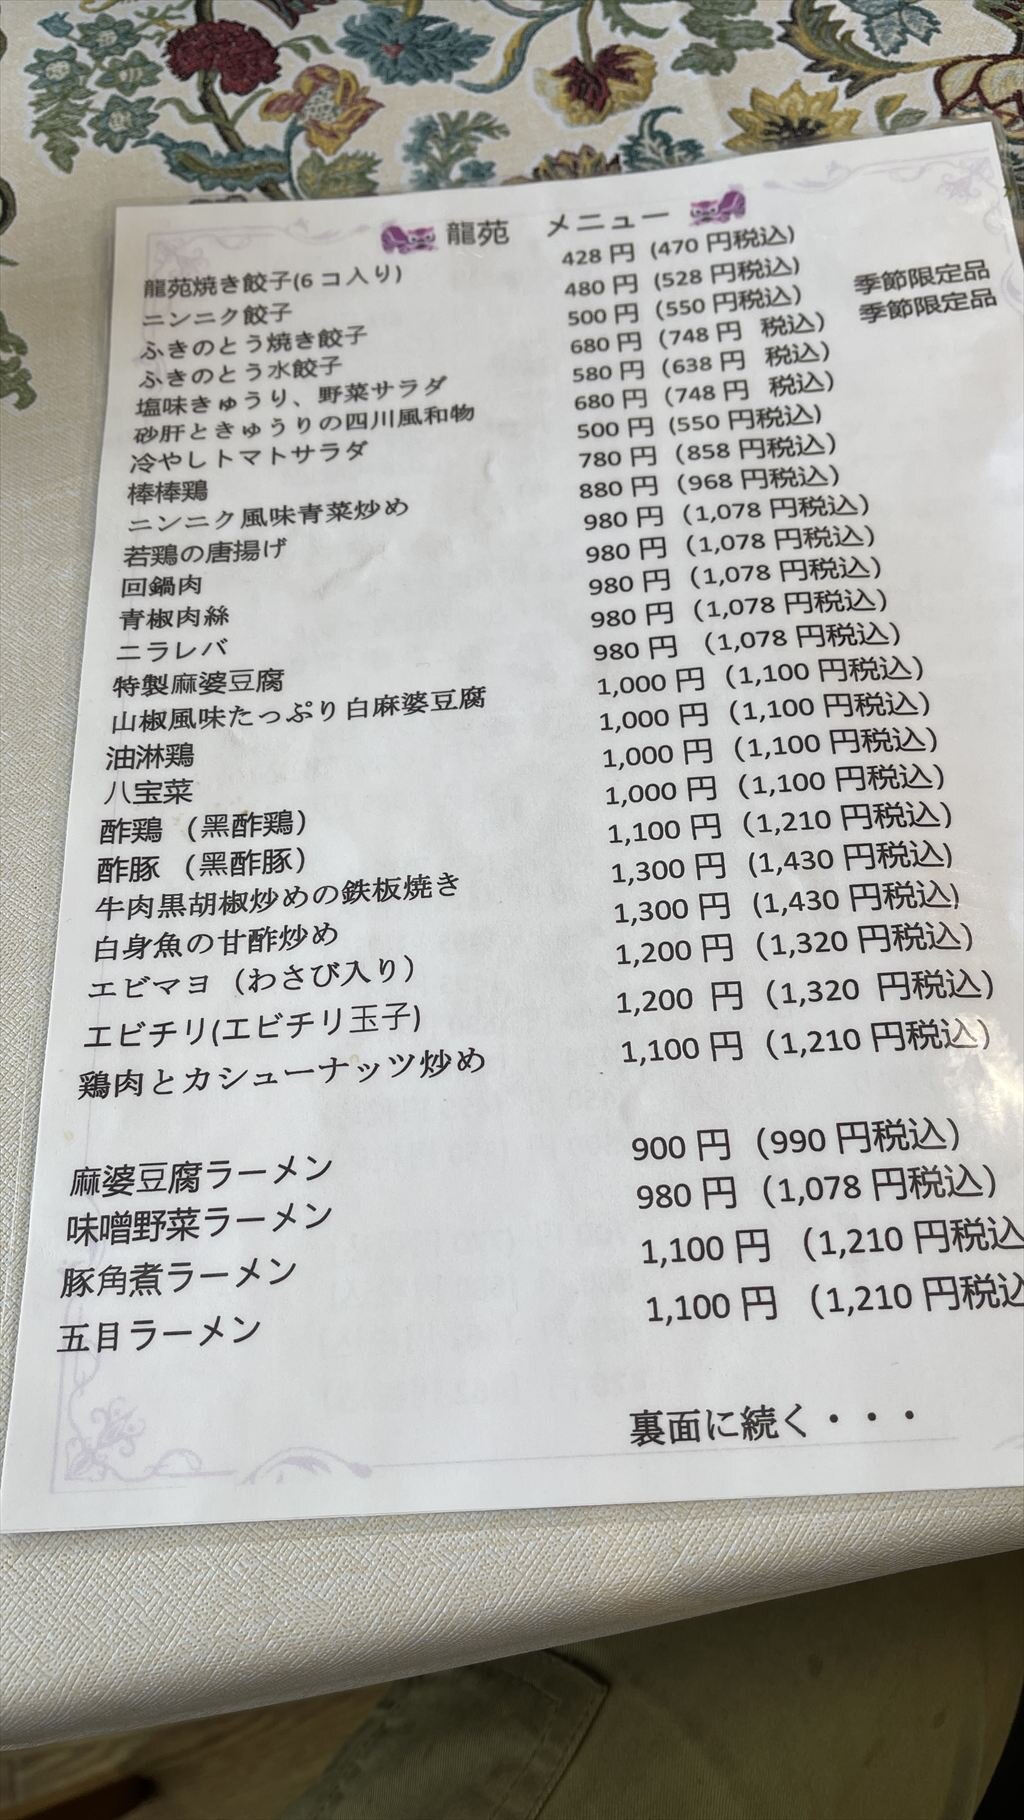 龍苑 メニュー
龍苑焼き餃子(6コ入り) 428円 (470円税込)
ニンニク餃子 480円 (528円税込)
ふきのとう焼き餃子 500円 (550円税込) 季節限定品
ふきのとう水餃子 680円 (748円 税込) 季節限定品
塩味きゅうり、野菜サラダ 580円 (638円 税込)
砂肝ときゅうりの四川風和物 680円 (748円 税込)
冷やしトマトサラダ 500円 (550円税込)
棒棒鶏 780円 (858円税込)
ニンニク風味青菜炒め 880円 (968円税込)
若鶏の唐揚げ 980円 (1,078円税込)
回鍋肉 980円 (1,078円税込)
青椒肉絲 980円 (1,078円税込)
ニラレバ 980円 (1,078円税込)
特製麻婆豆腐 980円 (1,078円税込)
山椒風味たっぷり白麻婆豆腐 1,000円 (1,100円税込)
油淋鶏 1,000円 (1,100円税込)
八宝菜 1,000円 (1,100円税込)
酢鶏 (黒酢鶏) 1,000円 (1,100円税込)
酢豚 (黒酢豚) 1,100円 (1,210円税込)
牛肉黒胡椒炒めの鉄板焼き 1,300円 (1,430円税込)
白身魚の甘酢炒め 1,300円 (1,430円税込)
エビマヨ (わさび入り) 1,200円 (1,320円税込)
エビチリ(エビチリ玉子) 1,200 円 (1,320 円税込)
鶏肉とカシューナッツ炒め 1,100円 (1,210円税込)
麻婆豆腐ラーメン 900円 (990円税込)
味噌野菜ラーメン 980円 (1,078円税込)
豚角煮ラーメン 1,100円 (1,210円税込
五目ラーメン 1,100円 (1,210円税込
裏面に続く・・・